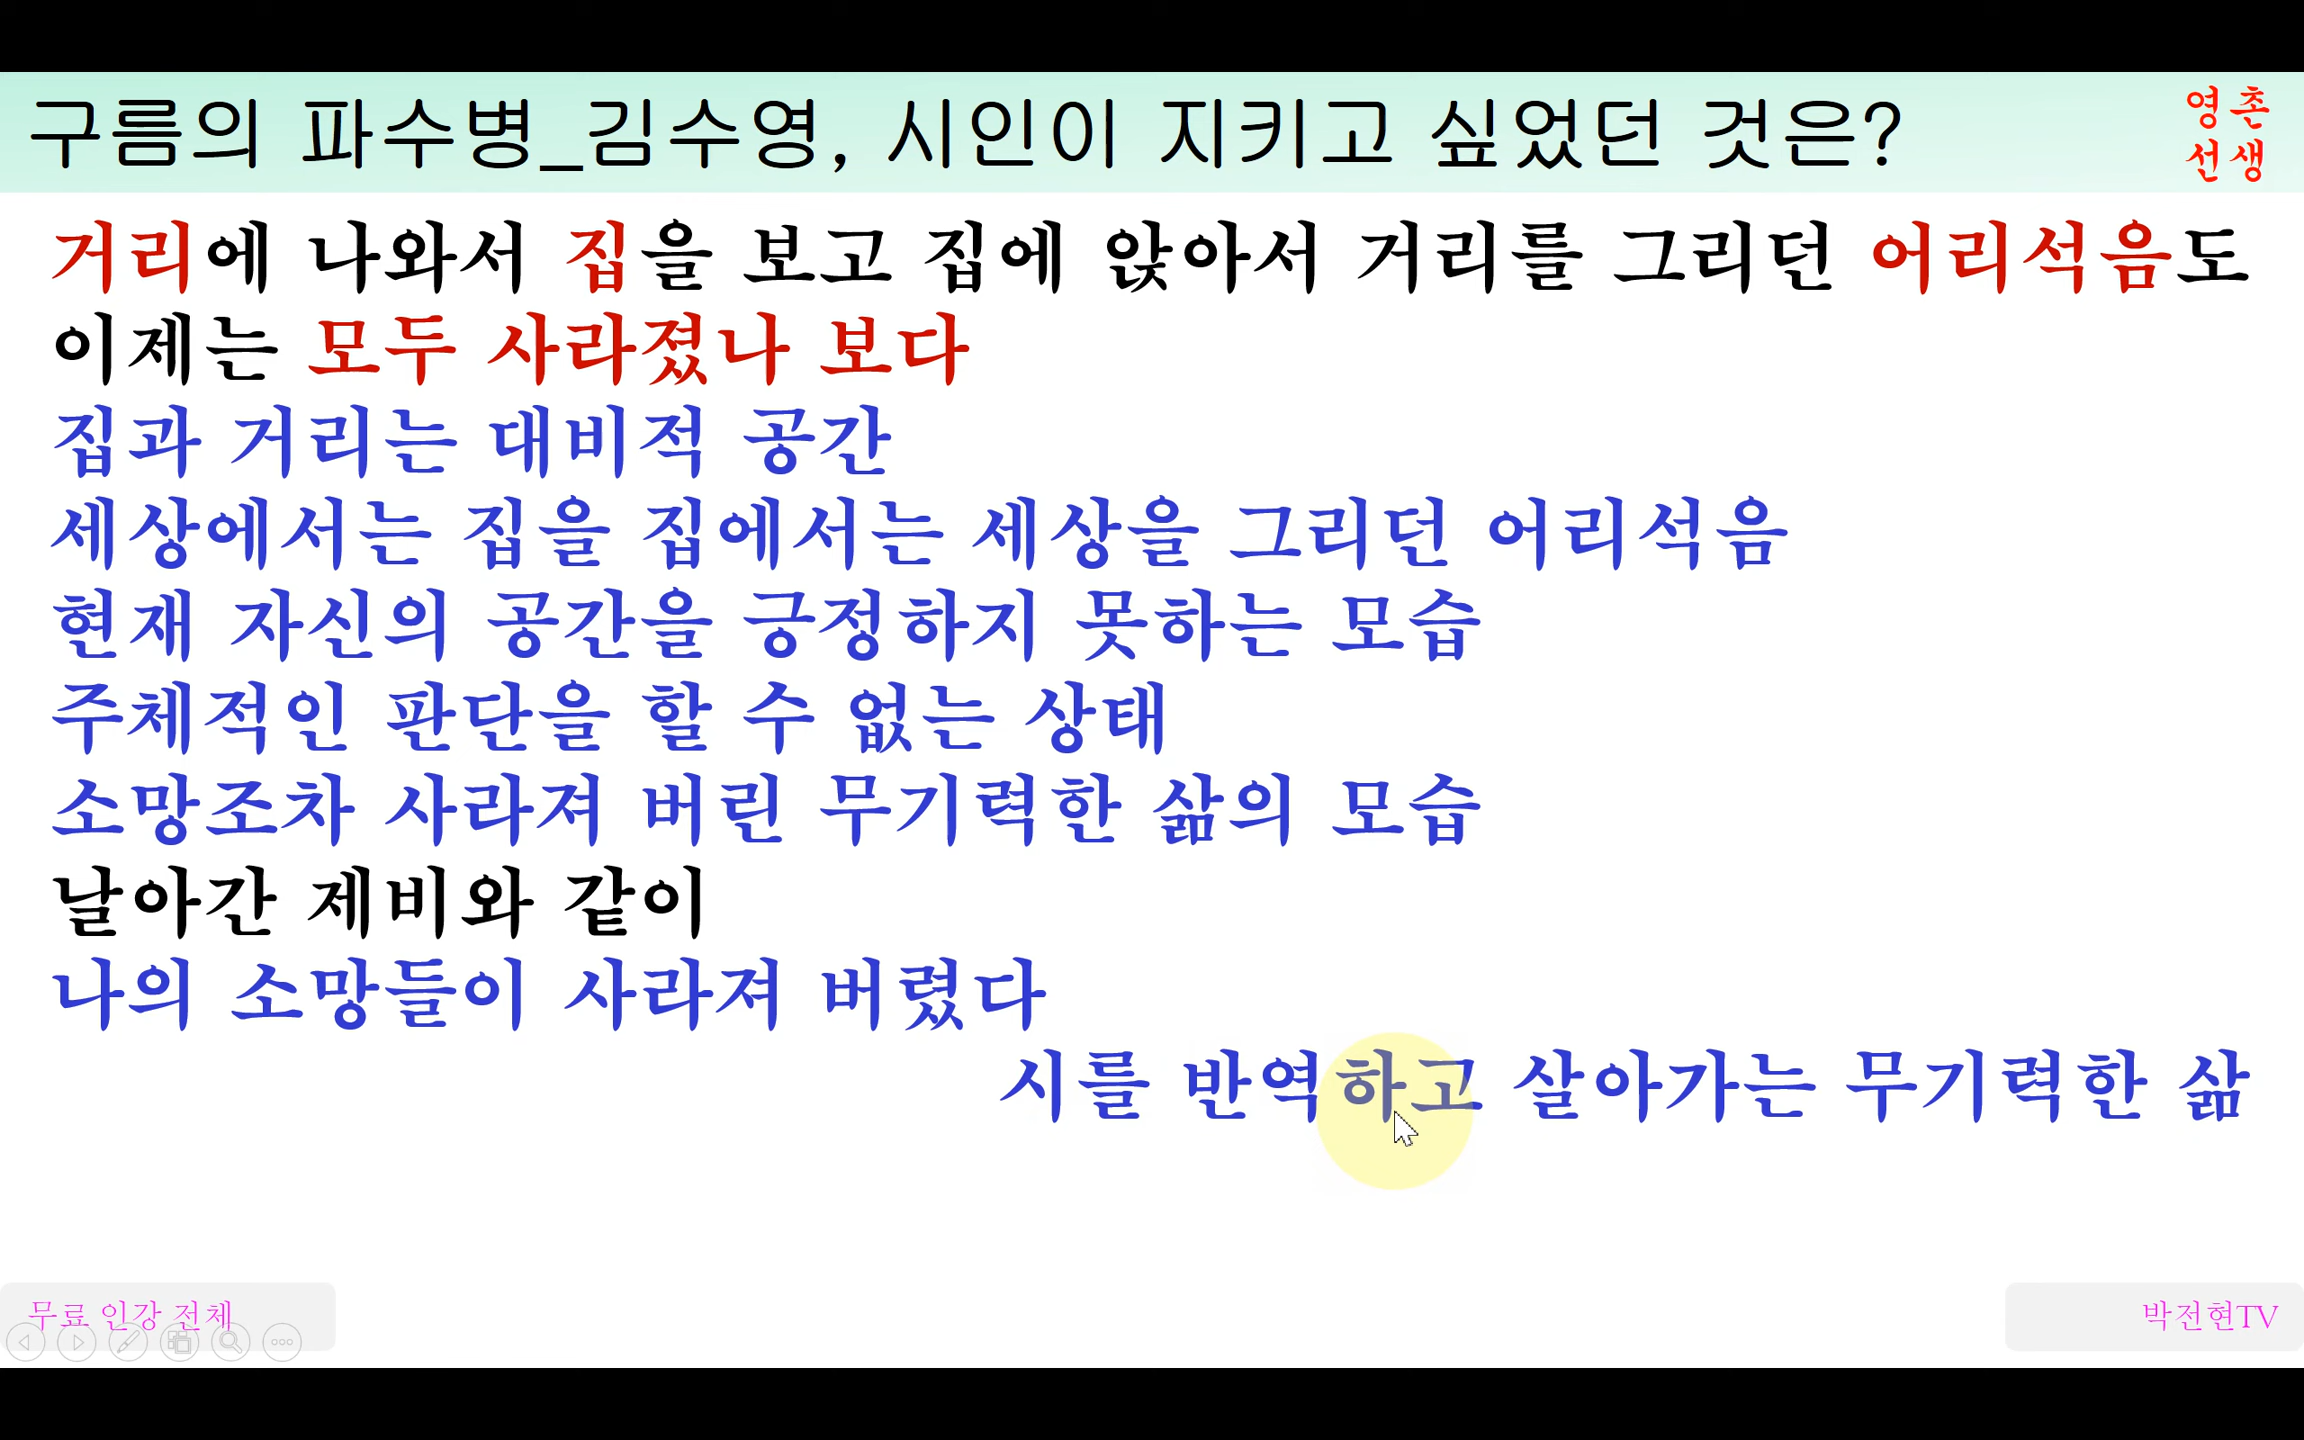 구름의 파수병_김수영, 시인이 지키고 싶었던 것은?
영촌
선생
거리에 나와서 집을 보고 집에 앉아서 거리를 그리던 어리석음도
이제는 모두 사라졌나 보다
집과 거리는 대비적 공간
세상에서는 집을 집에서는 세상을 그리던 어리석음
현재 자신의 공간을 긍정하지 못하는 모습
주체적인 판단을 할 수 없는 상태
소망조차 사라져 버린 무기력한 삶의 모습
날아간 제비와 같이
나의 소망들이 사라져 버렸다
시를 반역하고 살아가는 무기력한 삶
무료 인강 전체
박전현TV